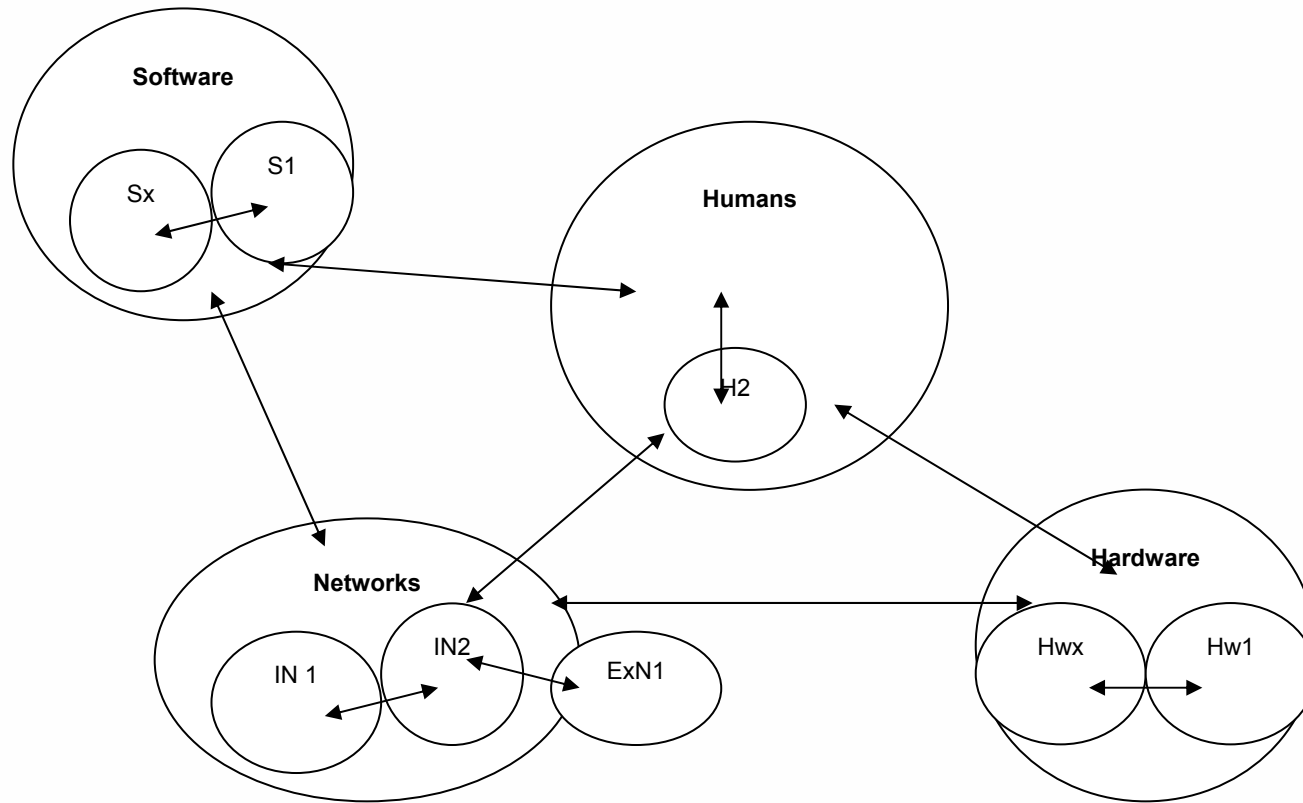 Software
S1
Sx
Humans
H2
Networks
Hardware
IN 1
IN2
ExN1
Hwx
Hw1